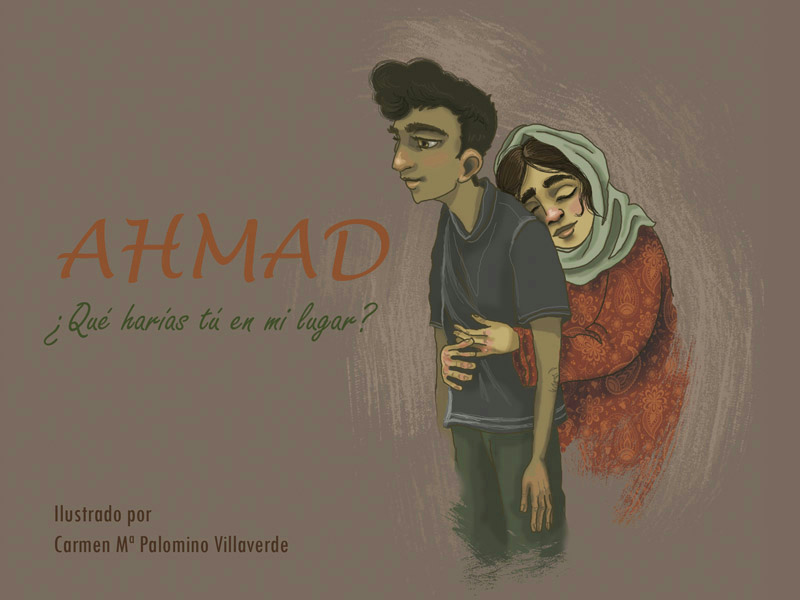 AHMAD
¿Qué harías tú en mi lugar?
Ilustrado por
Carmen Mª Palomino Villaverde